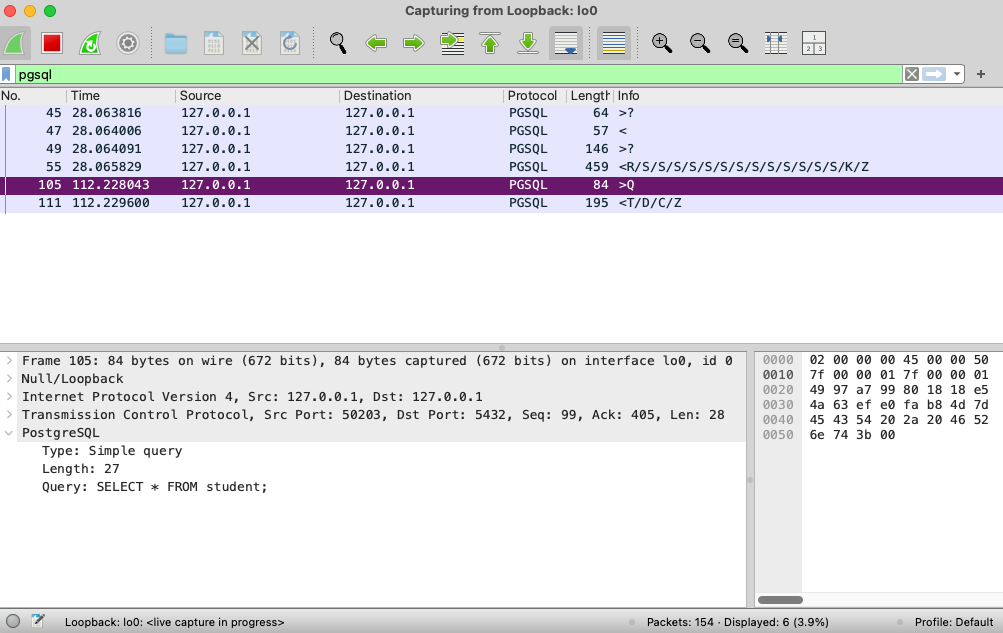 Capturing from Loopback: lo0
1
2 3
pgsql
No. Time Source Destination Protocol Length Info
45 28.063816 127.0.0.1 127.0.0.1 PGSQL 64 >?
47 28.064006 127.0.0.1 127.0.0.1 PGSQL 57 <
49 28.064091 127.0.0.1 127.0.0.1 PGSQL 146 >?
55 28.065829 127.0.0.1 127.0.0.1 PGSQL 459 <R/S/S/S/S/S/S/S/S/S/S/S/S/S/K/Z
105 112.228043 127.0.0.1 127.0.0.1 PGSQL 84 >Q
111 112.229600 127.0.0.1 127.0.0.1 PGSQL 195 <T/D/C/Z
Frame 105: 84 bytes on wire (672 bits), 84 bytes captured (672 bits) on interface lo0, id 0
Null/Loopback
Internet Protocol Version 4, Src: 127.0.0.1, Dst: 127.0.0.1
Transmission Control Protocol, Src Port: 50203, Dst Port: 5432, Seq: 99, Ack: 405, Len: 28
PostgreSQL
Type: Simple query
Length: 27
Query: SELECT * FROM student;
0000 02 00 00 00 45 00 00 50
0010 7f 00 00 01 7f 00 00 01
0020 49 97 a7 99 80 18 18 e5
0030 4a 63 ef e0 fa b8 4d 7d
0040 45 43 54 20 2a 20 46 52
0050 6e 74 3b 00
Loopback: lo0: <live capture in progress>
Packets: 154 · Displayed: 6 (3.9%)
Profile: Default